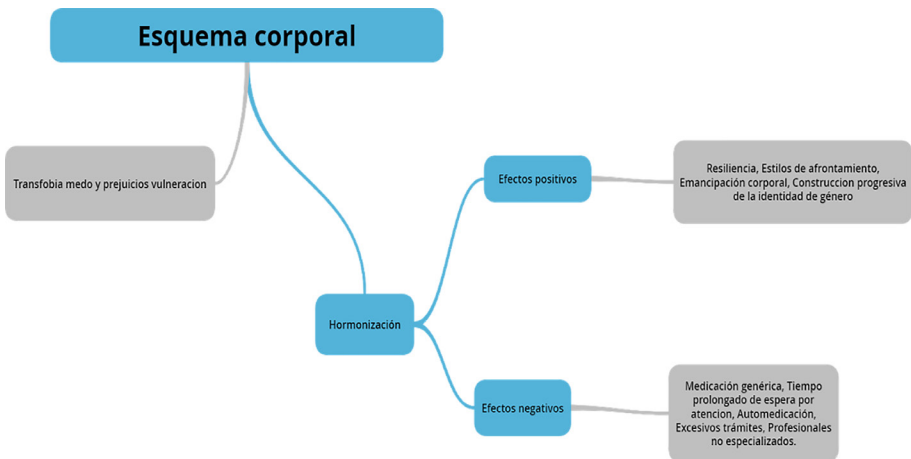 Esquema corporal
Transfobia medo y prejuicios vulneracion
Efectos positivos
Resiliencia, Estilos de afrontamiento,
Emancipación corporal, Construccion progresiva
de la identidad de género
Hormonización
Efectos negativos
Medicación genérica, Tiempo
prolongado de espera por
atencion, Automedicación,
Excesivos trámites, Profesionales
no especializados.